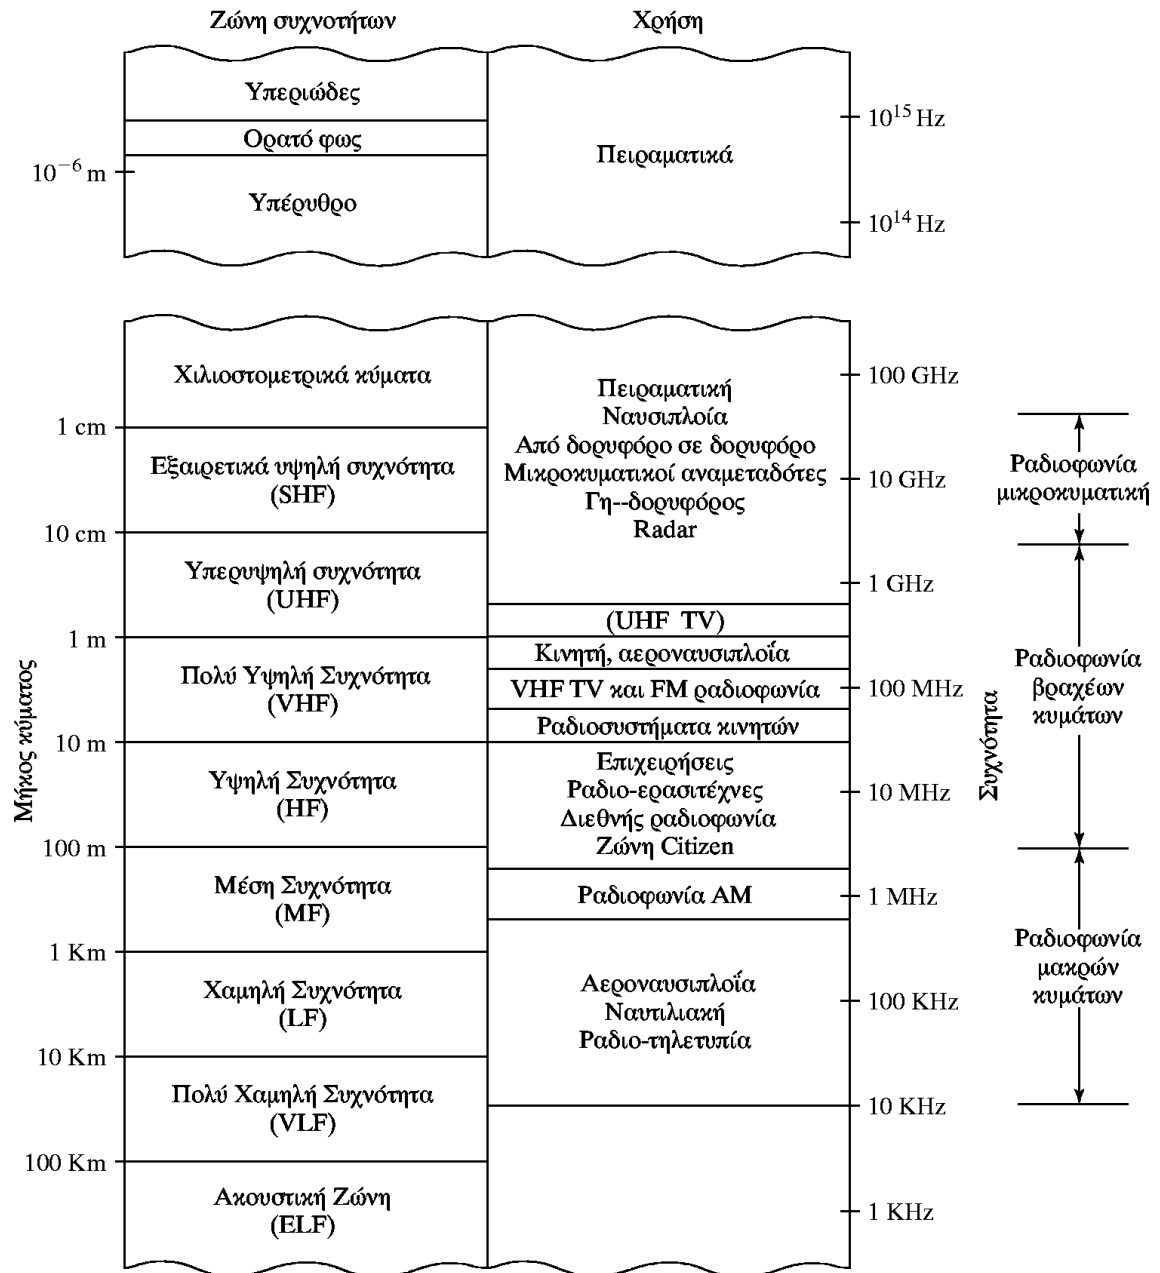 Ζώνη συχνοτήτων
Χρήση
Υπεριώδες
Ορατό φως
Υπέρυθρο
Πειραματικά
10⁻⁶ m
10¹⁵ Hz
10¹⁴ Hz
Χιλιοστομετρικά κύματα
Εξαιρετικά υψηλή συχνότητα
(SHF)
Υπερυψηλή συχνότητα
(UHF)
Πολύ Υψηλή Συχνότητα
(VHF)
Υψηλή Συχνότητα
(HF)
Μέση Συχνότητα
(MF)
Χαμηλή Συχνότητα
(LF)
Πολύ Χαμηλή Συχνότητα
(VLF)
Ακουστική Ζώνη
(ELF)
Πειραματική
Ναυσιπλοία
Από δορυφόρο σε δορυφόρο
Μικροκυματικοί αναμεταδότες
Γη--δορυφόρος
Radar
(UHF TV)
Κινητή, αεροναυσιπλοΐα
VHF TV και FM ραδιοφωνία
Ραδιοσυστήματα κινητών
Επιχειρήσεις
Ραδιο-ερασιτέχνες
Διεθνής ραδιοφωνία
Ζώνη Citizen
Ραδιοφωνία AM
Αεροναυσιπλοΐα
Ναυτιλιακή
Ραδιο-τηλετυπία
Μήκος κύματος
1 cm
10 cm
1 m
10 m
100 m
1 Km
10 Km
100 Km
100 GHz
10 GHz
1 GHz
100 MHz
10 MHz
1 MHz
100 KHz
10 KHz
1 KHz
Συχνότητα
Ραδιοφωνία
μικροκυματική
Ραδιοφωνία
βραχέων
κυμάτων
Ραδιοφωνία
μακρών
κυμάτων